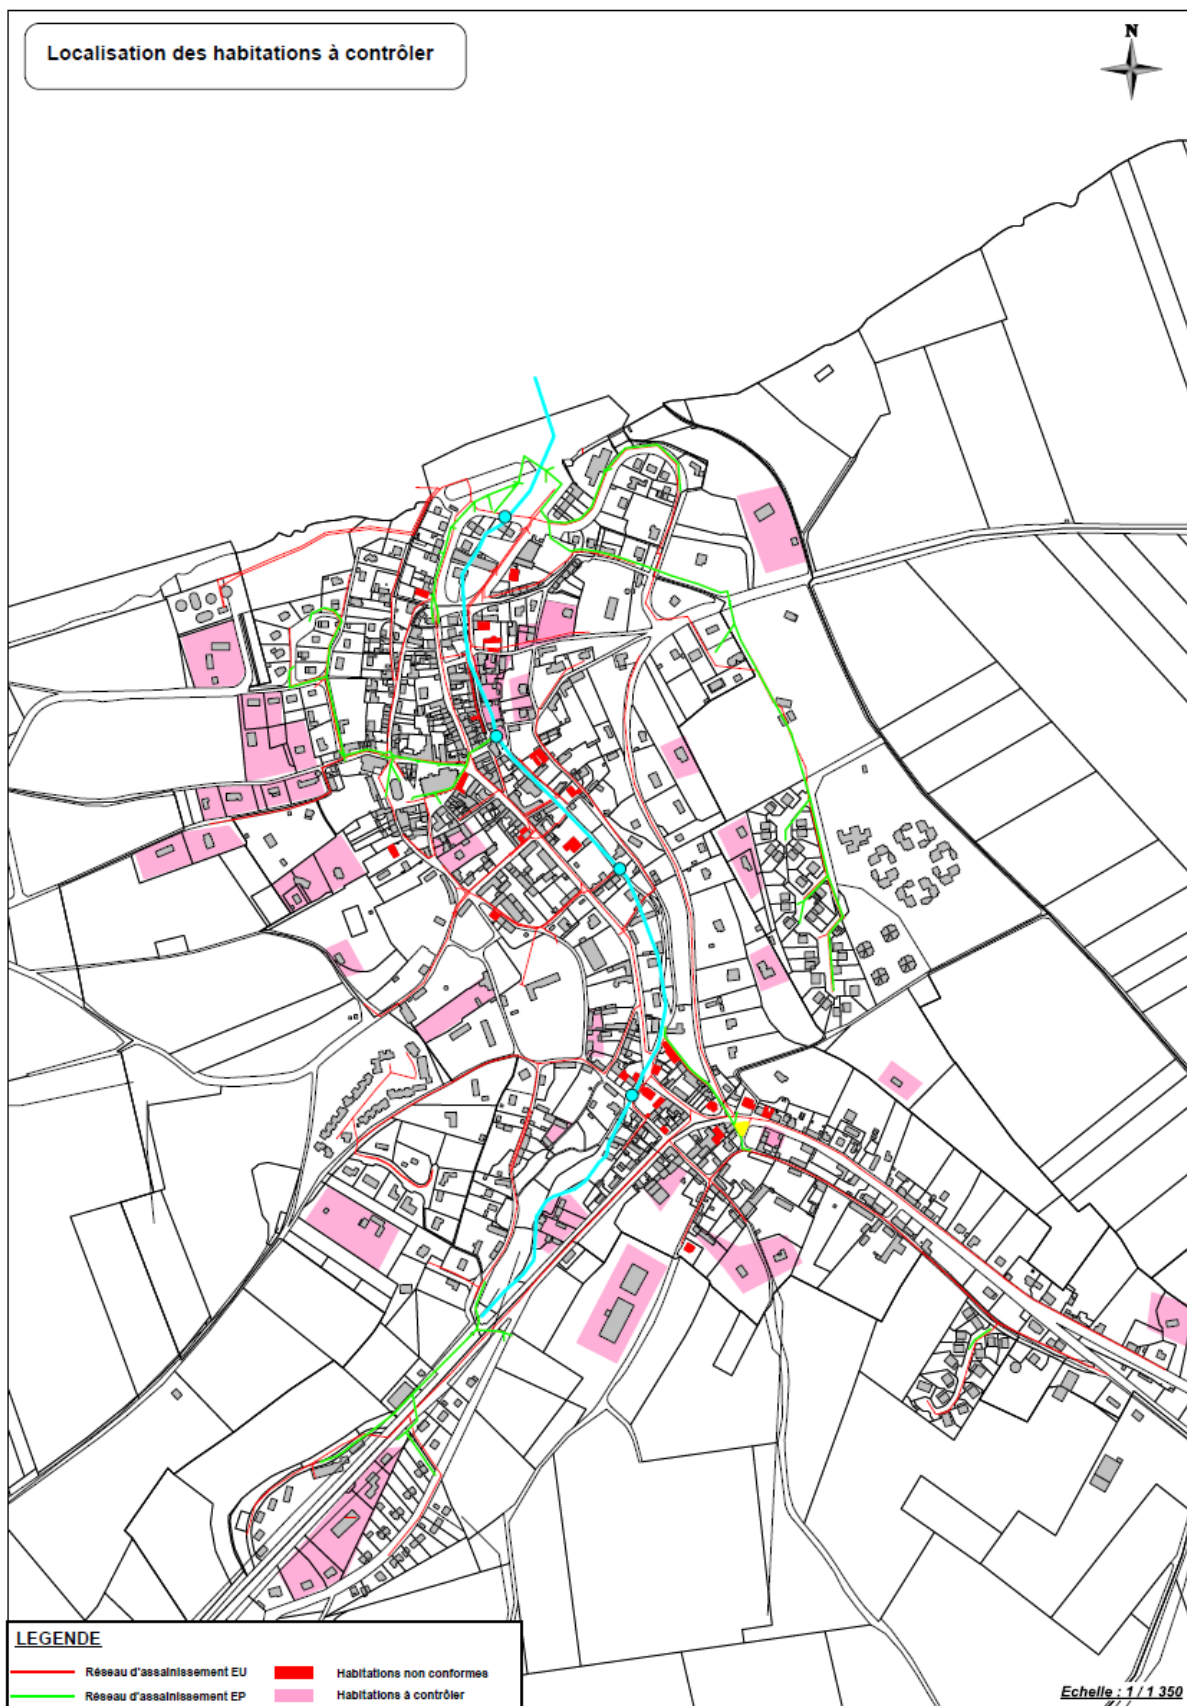 Localisation des habitations à contrôler
N
LEGENDE
Réseau d'assainissement EU
Habitations non conformes
Réseau d'assainissement EP
Habitations à contrôler
Echelle : 1 / 1 350